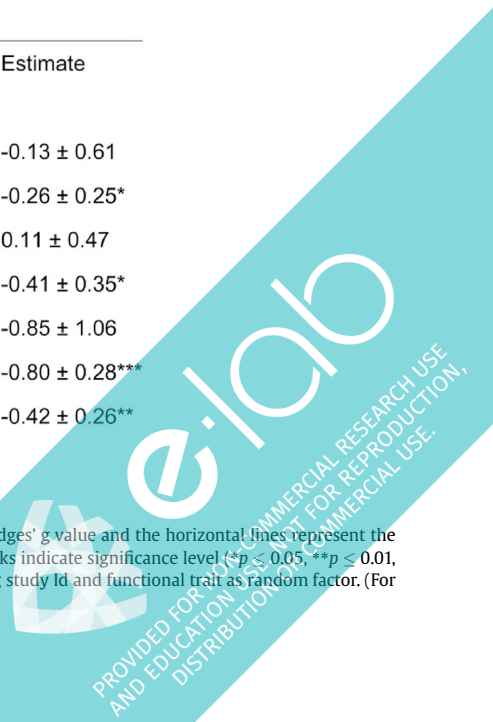 Estimate
-0.13 ± 0.61
-0.26 ± 0.25*
0.11 ± 0.47
-0.41 ± 0.35*
-0.85 ± 1.06
-0.80 ± 0.28***
-0.42 ± 0.26**
dges' g value and the horizontal lines represent the
ks indicate significance level (*p ≤ 0.05, **p ≤ 0.01,
g study Id and functional trait as random factor. (For
e·lab
PROVIDED FOR NON-COMMERCIAL RESEARCH USE
AND EDUCATION USE. NOT FOR REPRODUCTION,
DISTRIBUTION OR COMMERCIAL USE.